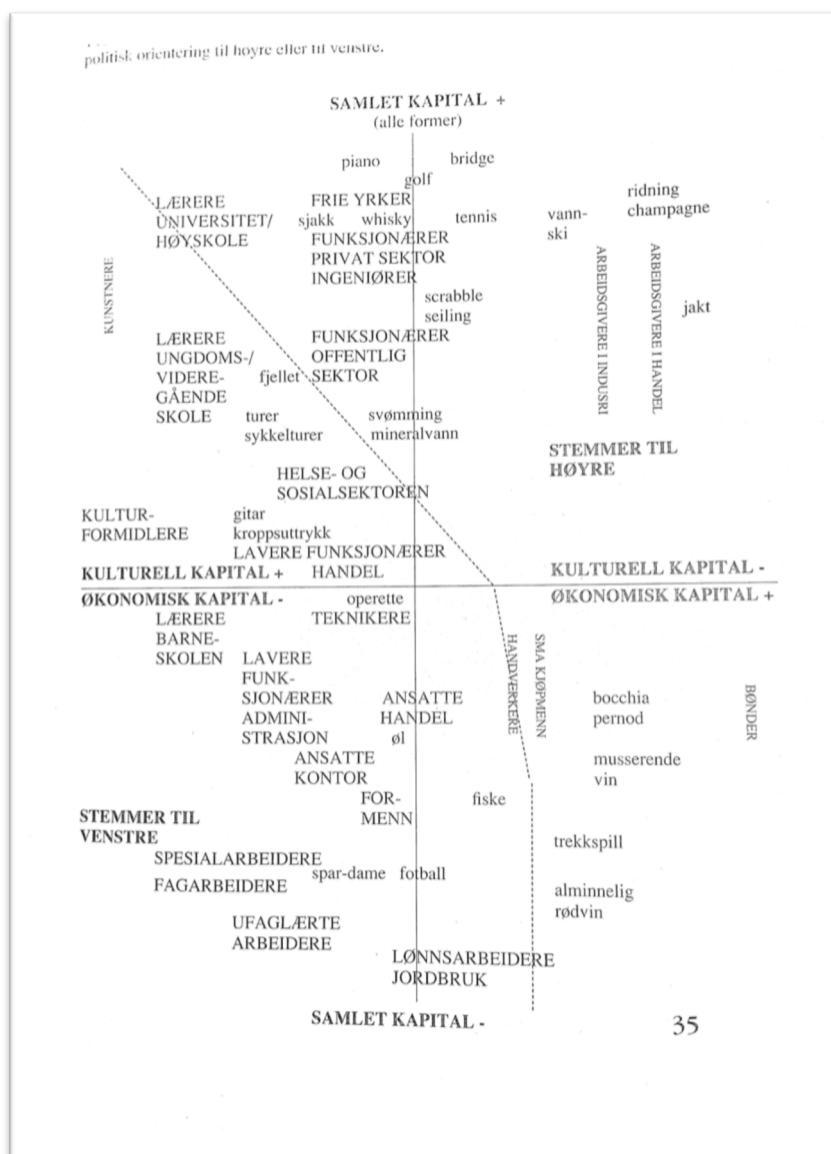 politisk orientering til høyre eller til venstre.
SAMLET KAPITAL +
(alle former)
piano
bridge
golf
ridning
champagne
LÆRERE
UNIVERSITET/
HØYSKOLE
FRIE YRKER
sjakk whisky
tennis
vann-
ski
FUNKSJONÆRER
PRIVAT SEKTOR
INGENIØRER
KUNSTNERE
ARBEIDSGIVERE I INDUSRI
ARBEIDSGIVERE I HANDEL
jakt
scrabble
seiling
LÆRERE
UNGDOMS-/
VIDERE-
GÅENDE
SKOLE
FUNKSJONÆRER
OFFENTLIG
SEKTOR
fjellet
turer
sykkelturer
svømming
mineralvann
STEMMER TIL
HØYRE
HELSE- OG
SOSIALSEKTOREN
KULTUR-
FORMIDLERE
gitar
kroppsuttrykk
LAVERE FUNKSJONÆRER
HANDEL
KULTURELL KAPITAL +
KULTURELL KAPITAL -
ØKONOMISK KAPITAL -
ØKONOMISK KAPITAL +
operette
LÆRERE
BARNE-
SKOLEN
TEKNIKERE
HANDVERKERE
SMA KJØPMENN
LAVERE
FUNK-
SJONÆRER
ADMINI-
STRASJON
ANSATTE
HANDEL
øl
bocchia
pernod
BØNDER
ANSATTE
KONTOR
musserende
vin
FOR-
MENN
fiske
STEMMER TIL
VENSTRE
trekkspill
SPESIALARBEIDERE
spar-dame fotball
FAGARBEIDERE
alminnelig
rødvin
UFAGLÆRTE
ARBEIDERE
LØNNSARBEIDERE
JORDBRUK
SAMLET KAPITAL -
35